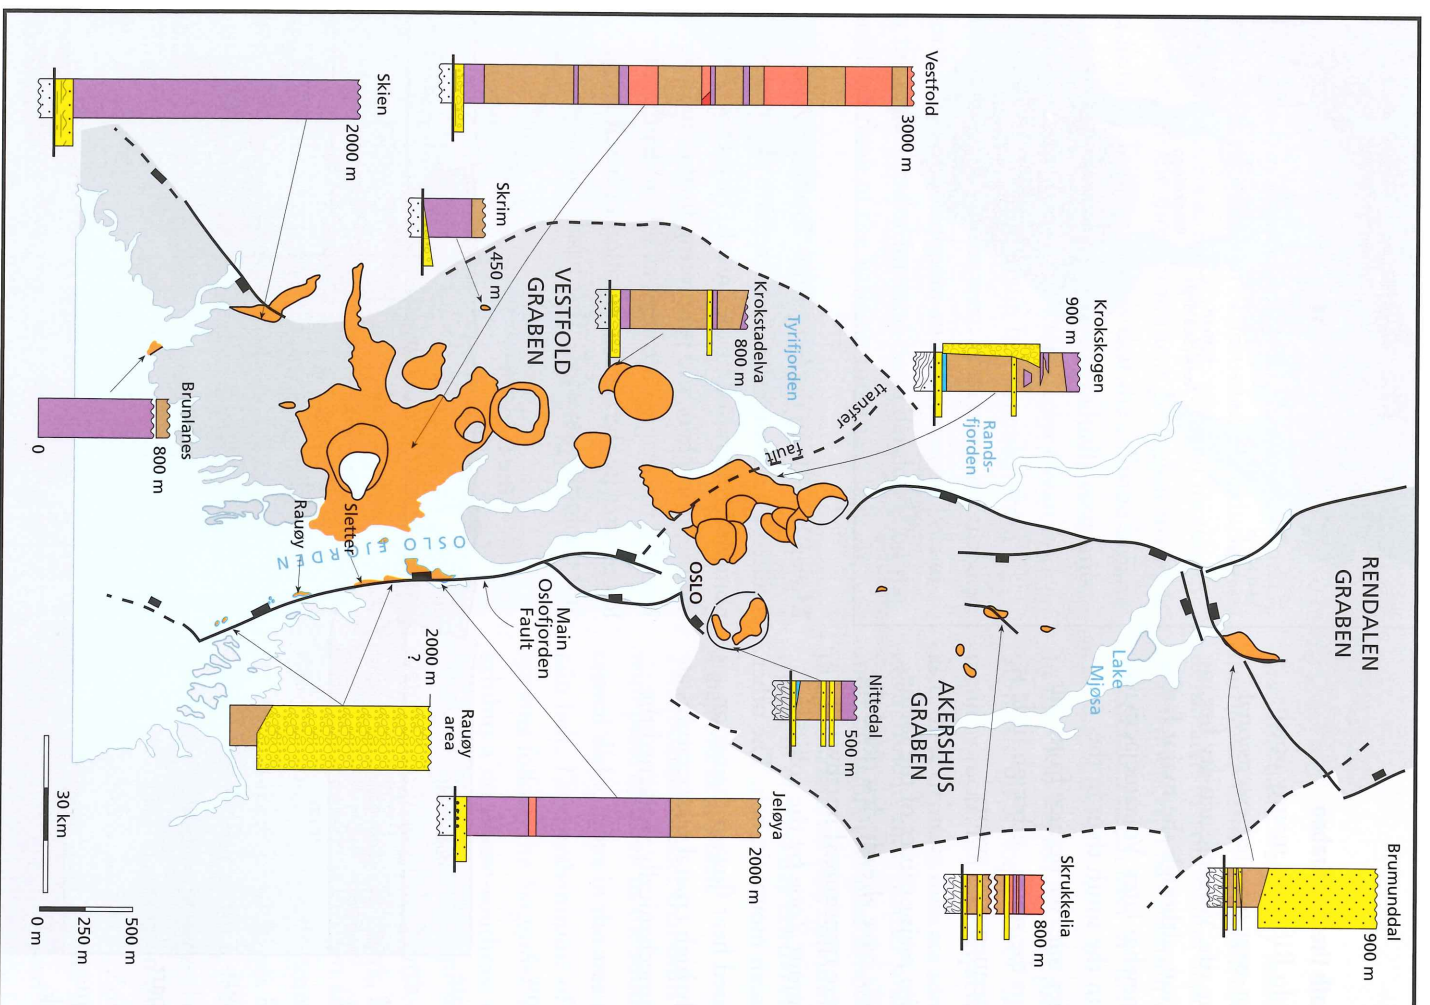 Skien
2000 m
Vestfold
3000 m
Skrim
450 m
VESTFOLD
GRABEN
Krokstadelva
800 m
Tyrifjorden
Krokskogen
900 m
Rands-
fjorden
transfer
fault
Brunlanes
800 m
0
Rauøy
Sletter
OSLO FJORDEN
OSLO
Main
Oslofjorden
Fault
RENDALEN
GRABEN
Lake
Mjøsa
AKERSHUS
GRABEN
Nittedal
500 m
2000 m
?
Rauøy
area
Jeløya
2000 m
Skrukkelia
800 m
Brumunddal
900 m
30 km
0 m
250 m
500 m